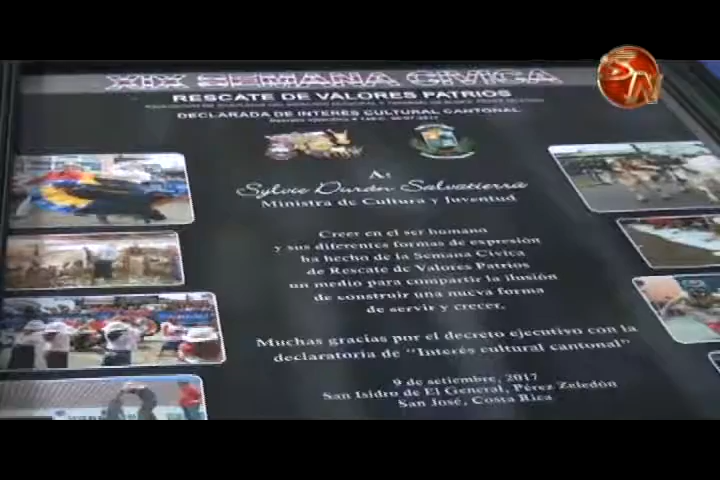 XIX SEMANA CÍVICA
RESCATE DE VALORES PATRIOS
DECLARADA DE INTERÉS CULTURAL CANTONAL
A:
Sylvie Durán Salvatierra
Ministra de Cultura y Juventud
Creer en el ser humano
y sus diferentes formas de expresión
ha hecho de la Semana Cívica
de Rescate de Valores Patrios
un medio para compartir la ilusión
de construir una nueva forma
de servir y crecer.
Muchas gracias por el decreto ejecutivo con la
declaratoria de "Interés cultural cantonal"
9 de setiembre, 2017
San Isidro de El General, Pérez Zeledón
San José, Costa Rica